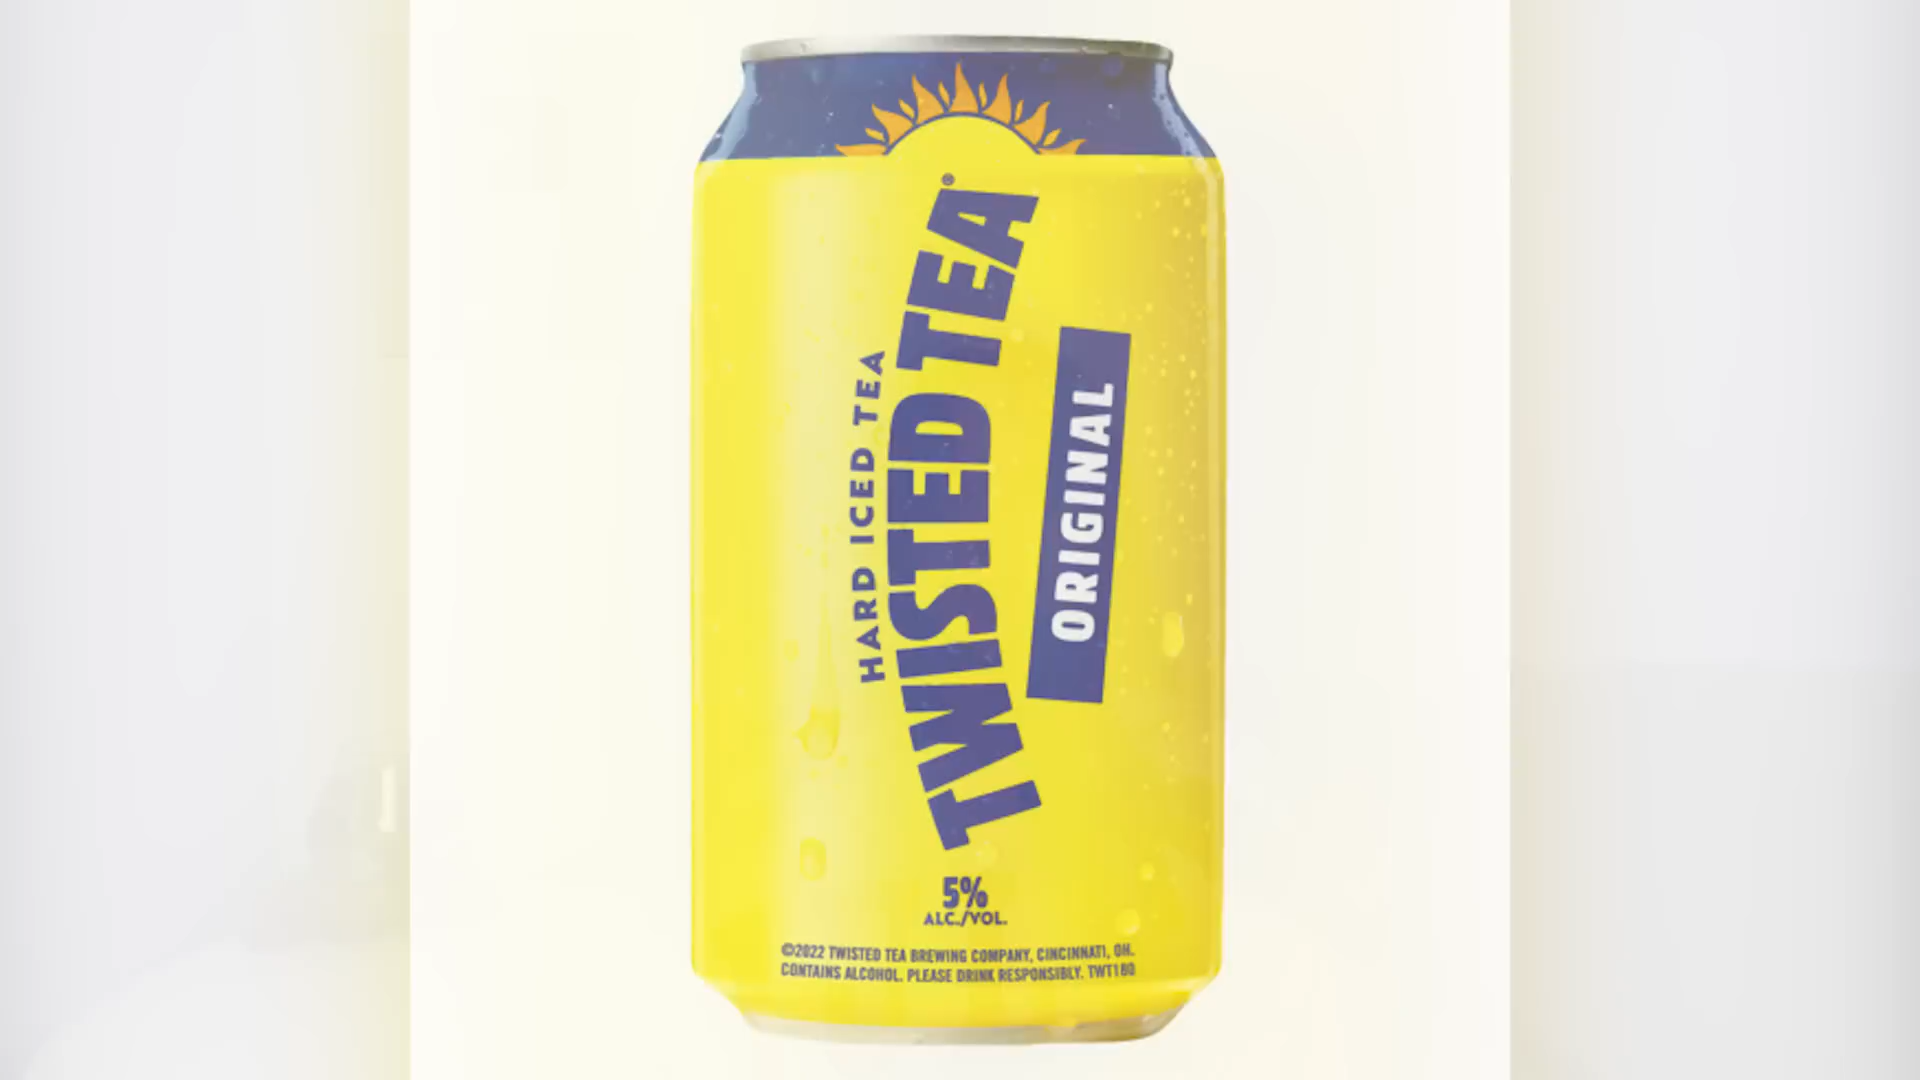 HARD ICED TEA
TWISTED TEA®
ORIGINAL
5%
ALC./VOL.
©2022 TWISTED TEA BREWING COMPANY, CINCINNATI, OH.
CONTAINS ALCOHOL. PLEASE DRINK RESPONSIBLY. TWT180